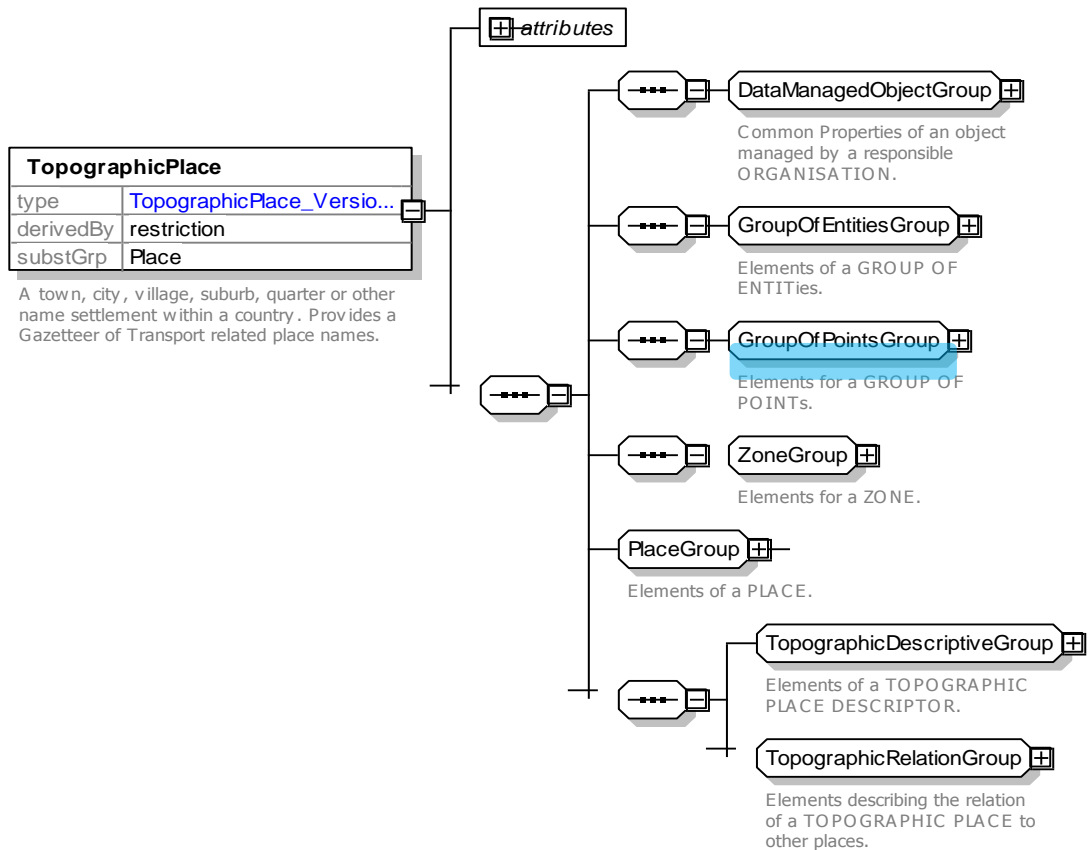 attributes
DataManagedObjectGroup
Common Properties of an object
managed by a responsible
ORGANISATION.
TopographicPlace
type TopographicPlace_Versio...
derivedBy restriction
substGrp Place
A town, city, village, suburb, quarter or other
name settlement within a country. Provides a
Gazetteer of Transport related place names.
GroupOfEntitiesGroup
Elements of a GROUP OF
ENTITies.
GroupOfPointsGroup
Elements for a GROUP OF
POINTs.
ZoneGroup
Elements for a ZONE.
PlaceGroup
Elements of a PLACE.
TopographicDescriptiveGroup
Elements of a TOPOGRAPHIC
PLACE DESCRIPTOR.
TopographicRelationGroup
Elements describing the relation
of a TOPOGRAPHIC PLACE to
other places.